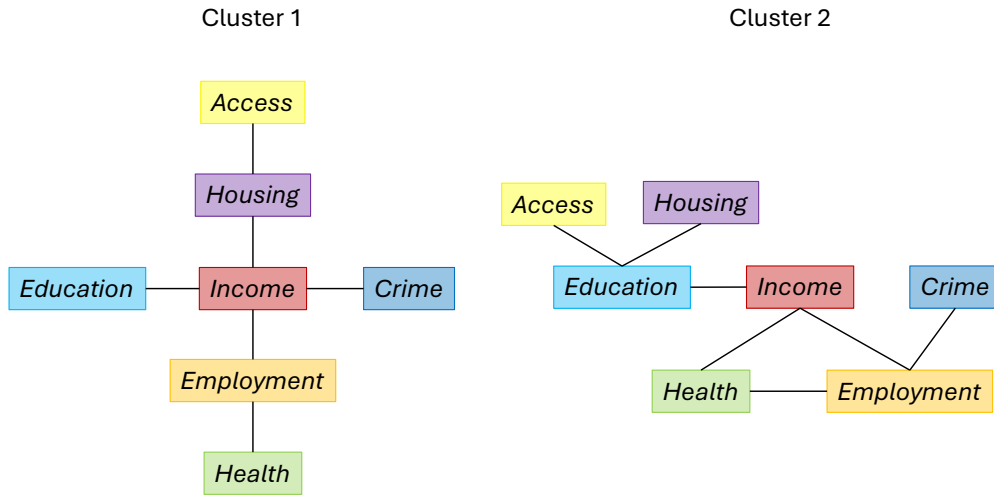 Cluster 1
Access
Housing
Education
Income
Crime
Employment
Health
Cluster 2
Access
Housing
Education
Income
Crime
Health
Employment